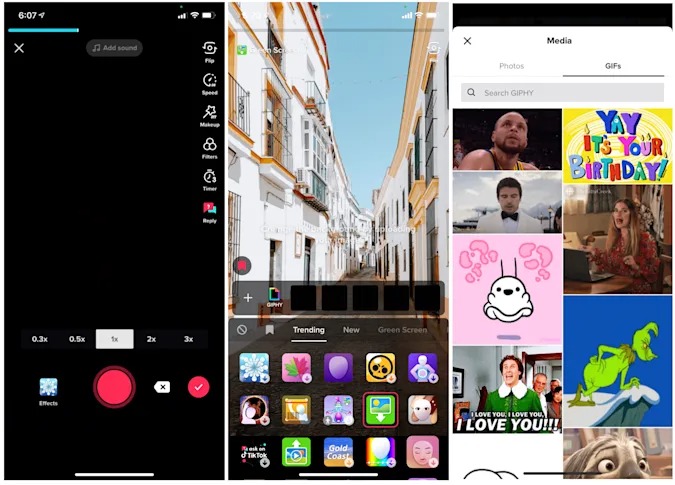 6:07
Add sound
Flip
Speed
Makeup
Filters
Timer
Reply
0.3x
0.5x
1x
2x
3x
Effects
Green Screen
GIPHY
Trending
New
Green Screen
ask on
TikTok
Gold
Coast
Media
Photos
GIFs
Search GIPHY
YAY
IT'S YOUR
BIRTHDAY!
I LOVE YOU, I LOVE YOU,
I LOVE YOU!!!